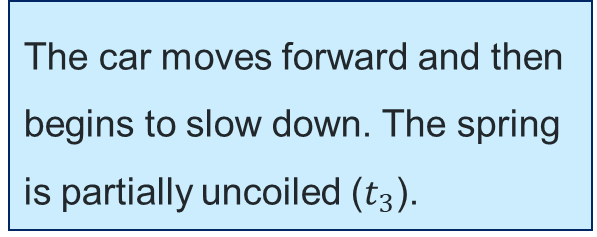 The car moves forward and then
begins to slow down. The spring
is partially uncoiled (t₃).